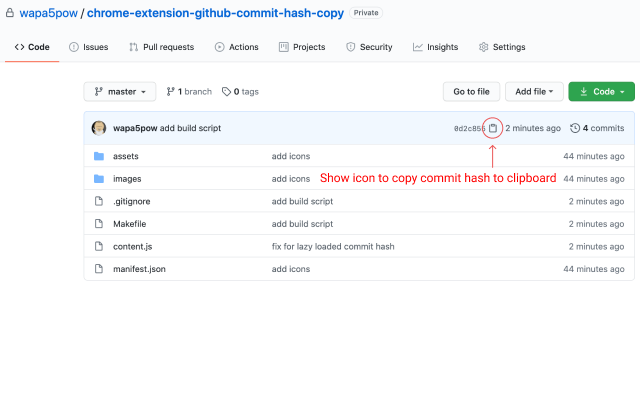 wapa5pow / chrome-extension-github-commit-hash-copy Private
Code Issues Pull requests Actions Projects Security Insights Settings
master 1 branch 0 tags Go to file Add file Code
wapa5pow add build script 0d2c855 2 minutes ago 4 commits
assets add icons 44 minutes ago
images add icons 44 minutes ago
Show icon to copy commit hash to clipboard
.gitignore add build script 2 minutes ago
Makefile add build script 2 minutes ago
content.js fix for lazy loaded commit hash 2 minutes ago
manifest.json add icons 44 minutes ago